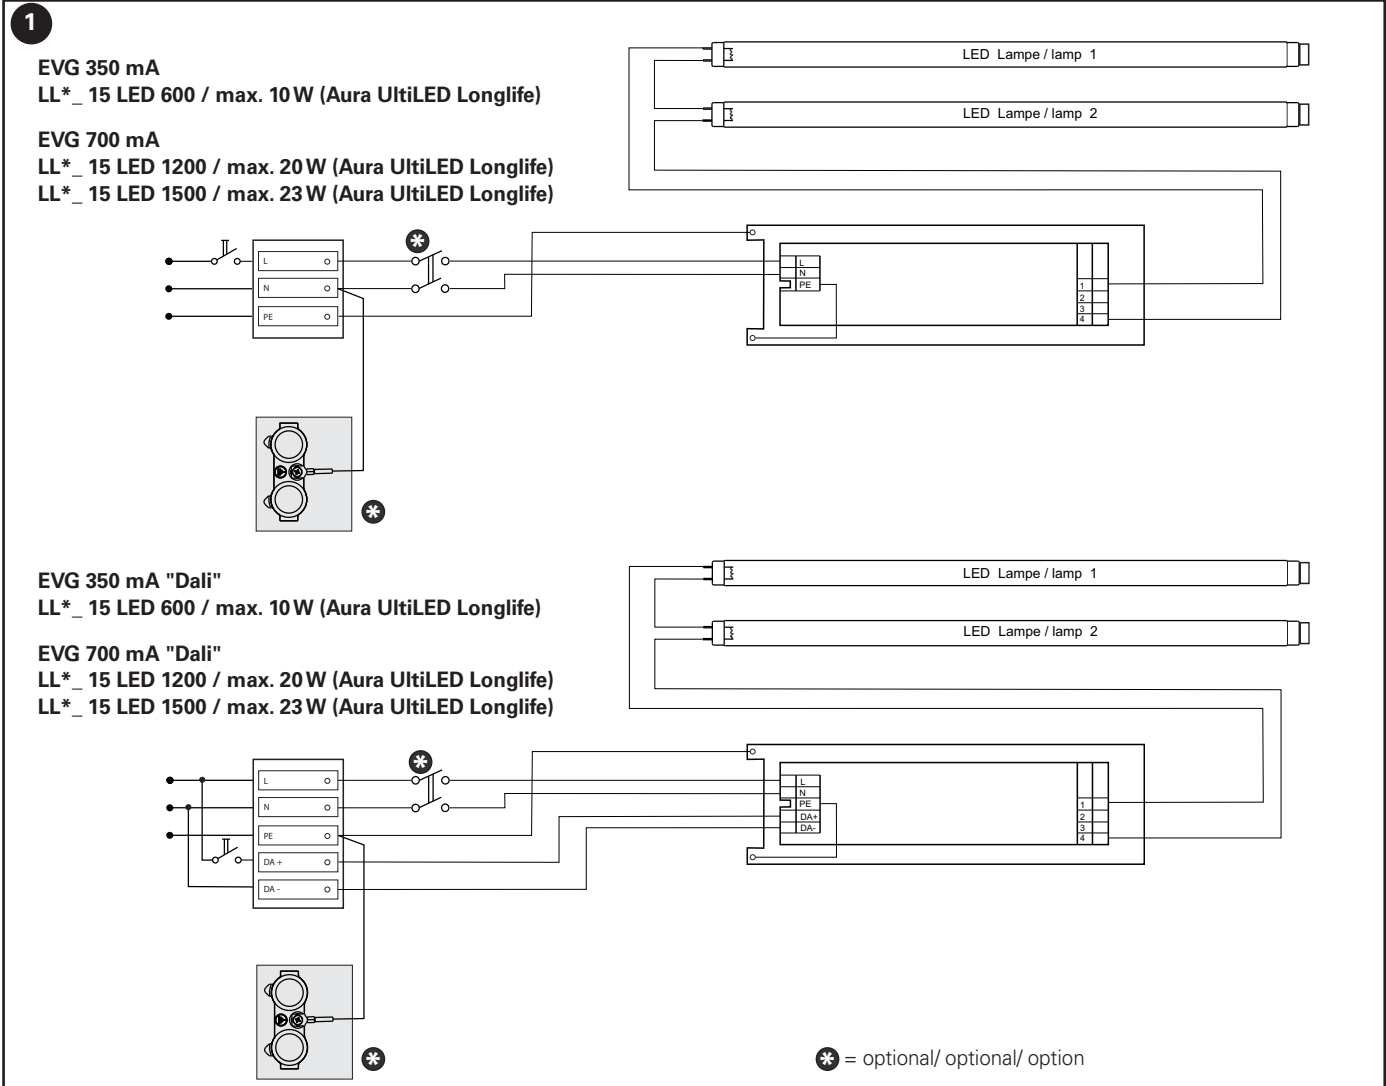 1
EVG 350 mA
LL*_ 15 LED 600 / max. 10 W (Aura UltiLED Longlife)
EVG 700 mA
LL*_ 15 LED 1200 / max. 20 W (Aura UltiLED Longlife)
LL*_ 15 LED 1500 / max. 23 W (Aura UltiLED Longlife)
LED Lampe / lamp 1
LED Lampe / lamp 2
L
N
PE
L
N
PE
1
2
3
4
EVG 350 mA "Dali"
LL*_ 15 LED 600 / max. 10 W (Aura UltiLED Longlife)
EVG 700 mA "Dali"
LL*_ 15 LED 1200 / max. 20 W (Aura UltiLED Longlife)
LL*_ 15 LED 1500 / max. 23 W (Aura UltiLED Longlife)
LED Lampe / lamp 1
LED Lampe / lamp 2
L
N
PE
DA +
DA -
L
N
PE
DA+
DA-
1
2
3
4
* = optional/ optional/ option